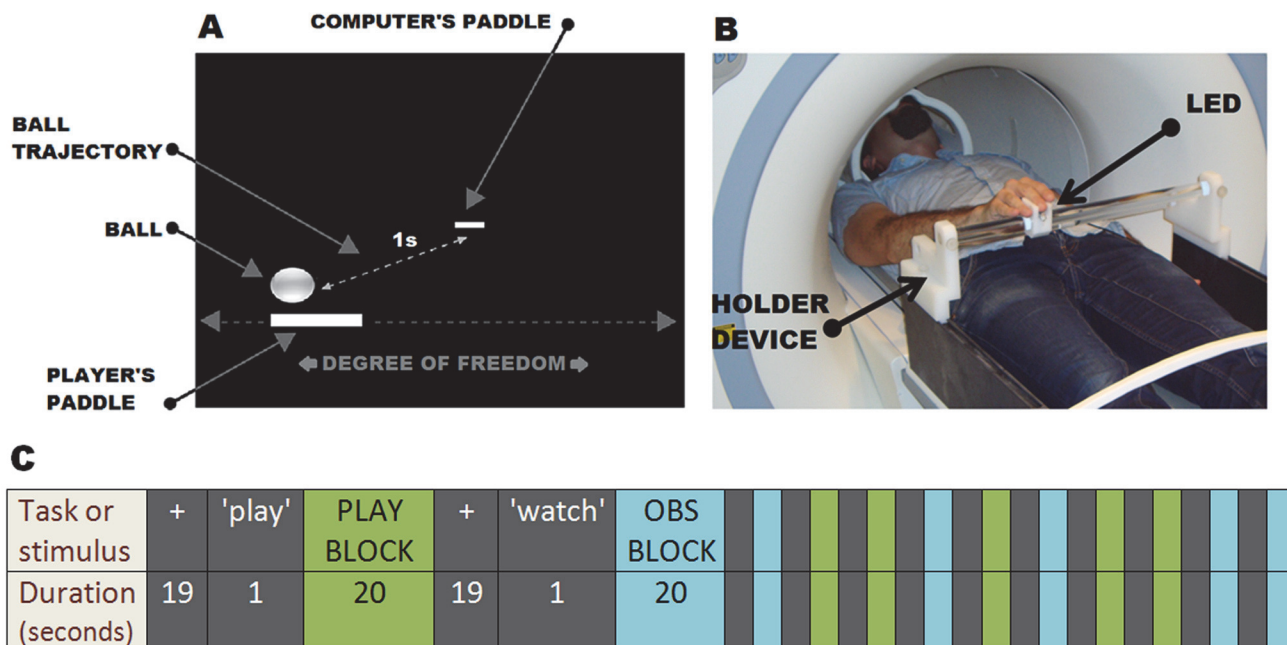 A
COMPUTER'S PADDLE
BALL
TRAJECTORY
BALL
1s
DEGREE OF FREEDOM
PLAYER'S
PADDLE
B
LED
HOLDER
DEVICE
C
Task or
stimulus
+
'play'
PLAY
BLOCK
+
'watch'
OBS
BLOCK
Duration
(seconds)
19
1
20
19
1
20